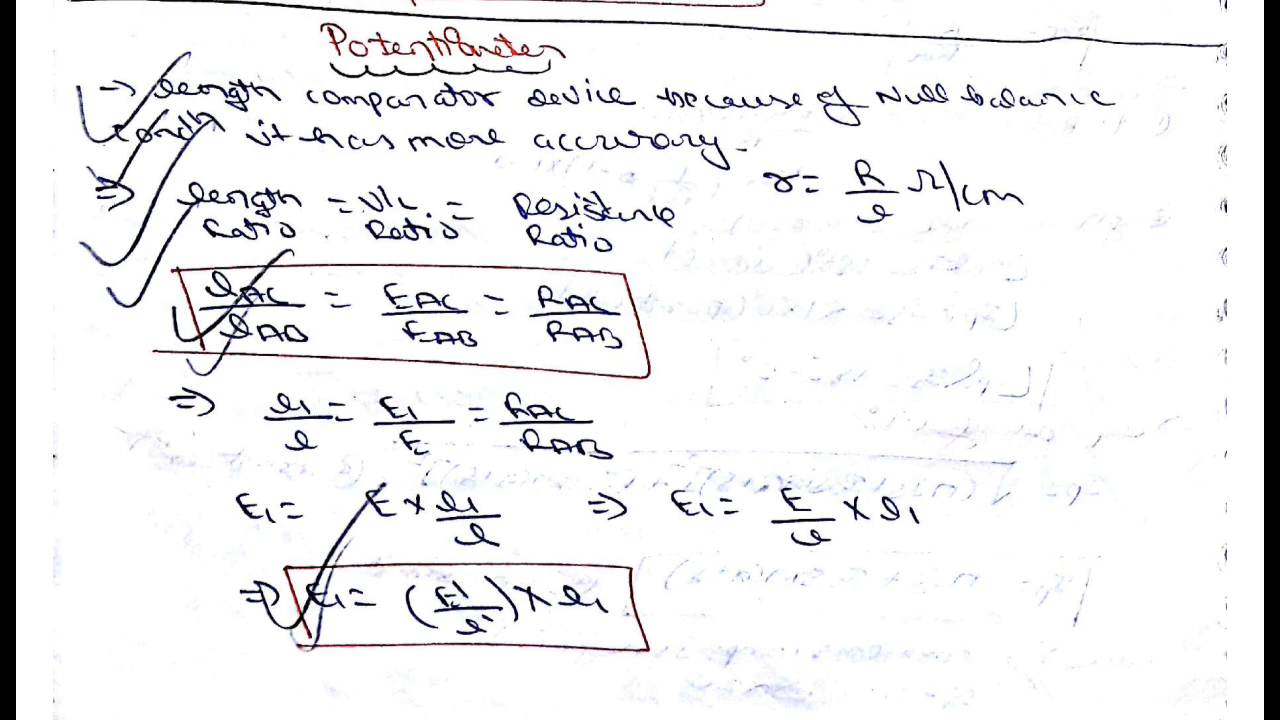 Potentiometer
→ length comparator device because of Null balance
condn it has more accuracy.
r = R/l Ω/cm
⇒ length Ratio = V/L Ratio = Resistance Ratio
lAC/lAB = EAC/EAB = RAC/RAB
⇒ l1/l = E1/E = RAC/RAB
E1 = E × l1/l ⇒ E1 = E/l × l1
⇒ E1 = (E/l) × l1